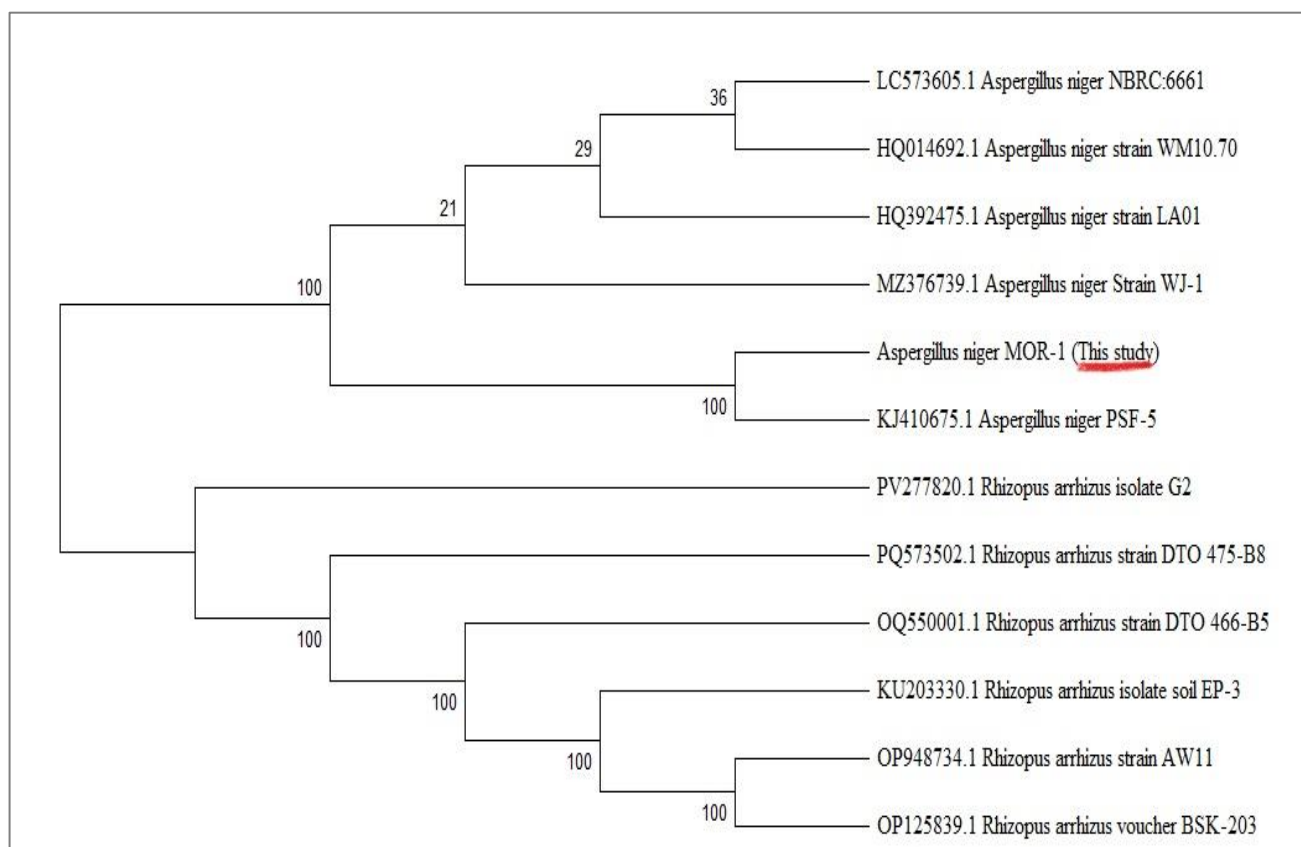 LC573605.1 Aspergillus niger NBRC:6661
36
HQ014692.1 Aspergillus niger strain WM10.70
29
HQ392475.1 Aspergillus niger strain LA01
21
MZ376739.1 Aspergillus niger Strain WJ-1
100
Aspergillus niger MOR-1 (This study)
100
KJ410675.1 Aspergillus niger PSF-5
PV277820.1 Rhizopus arrhizus isolate G2
PQ573502.1 Rhizopus arrhizus strain DTO 475-B8
100
OQ550001.1 Rhizopus arrhizus strain DTO 466-B5
100
KU203330.1 Rhizopus arrhizus isolate soil EP-3
100
OP948734.1 Rhizopus arrhizus strain AW11
100
OP125839.1 Rhizopus arrhizus voucher BSK-203